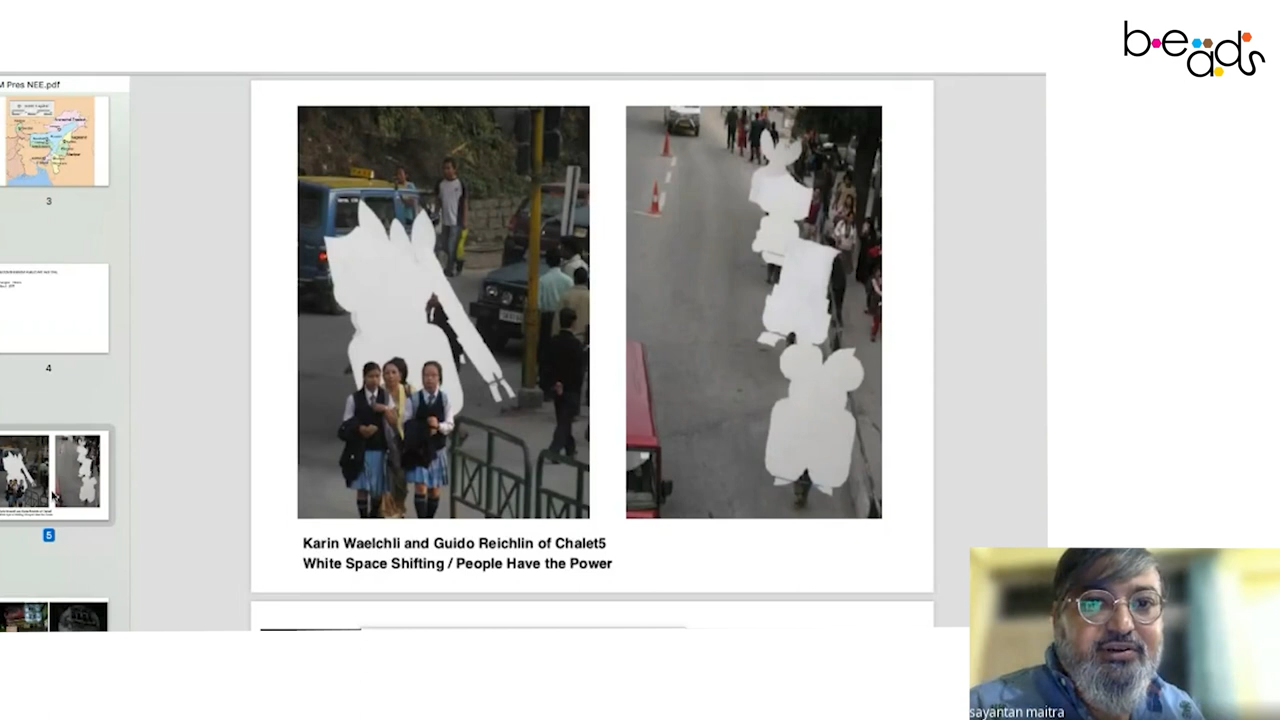 beads
M Pres NEE.pdf
3
4
5
Karin Waelchli and Guido Reichlin of Chalet5
White Space Shifting / People Have the Power
sayantan maitra